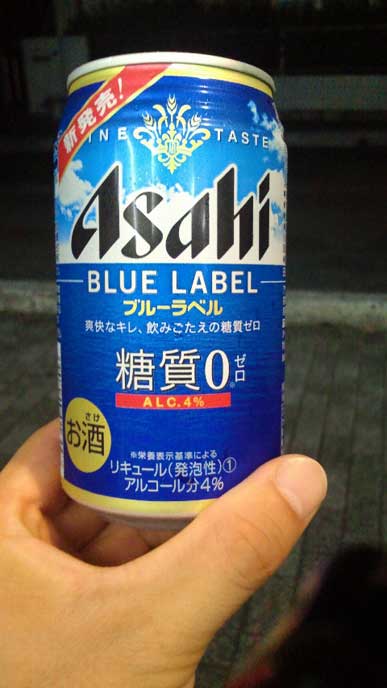 新発売!
FINE TASTE
Asahi
BLUE LABEL
ブルーラベル
爽快なキレ、飲みごたえの糖質ゼロ
糖質0※ゼロ
ALC.4%
さけ
お酒
※栄養表示基準による
リキュール(発泡性)①
アルコール分4%